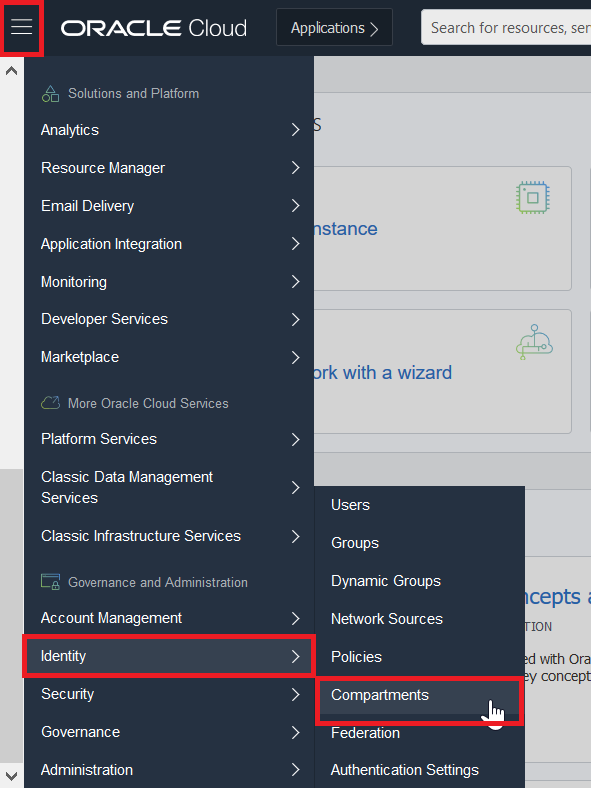 ORACLE Cloud
Applications
Search for resources, ser
Solutions and Platform
Analytics
Resource Manager
Email Delivery
Application Integration
Monitoring
Developer Services
Marketplace
More Oracle Cloud Services
Platform Services
Classic Data Management
Services
Classic Infrastructure Services
Governance and Administration
Account Management
Identity
Security
Governance
Administration
Users
Groups
Dynamic Groups
Network Sources
Policies
Compartments
Federation
Authentication Settings
S
nstance
ork with a wizard
ncepts a
TION
ed with Ora
ey concept